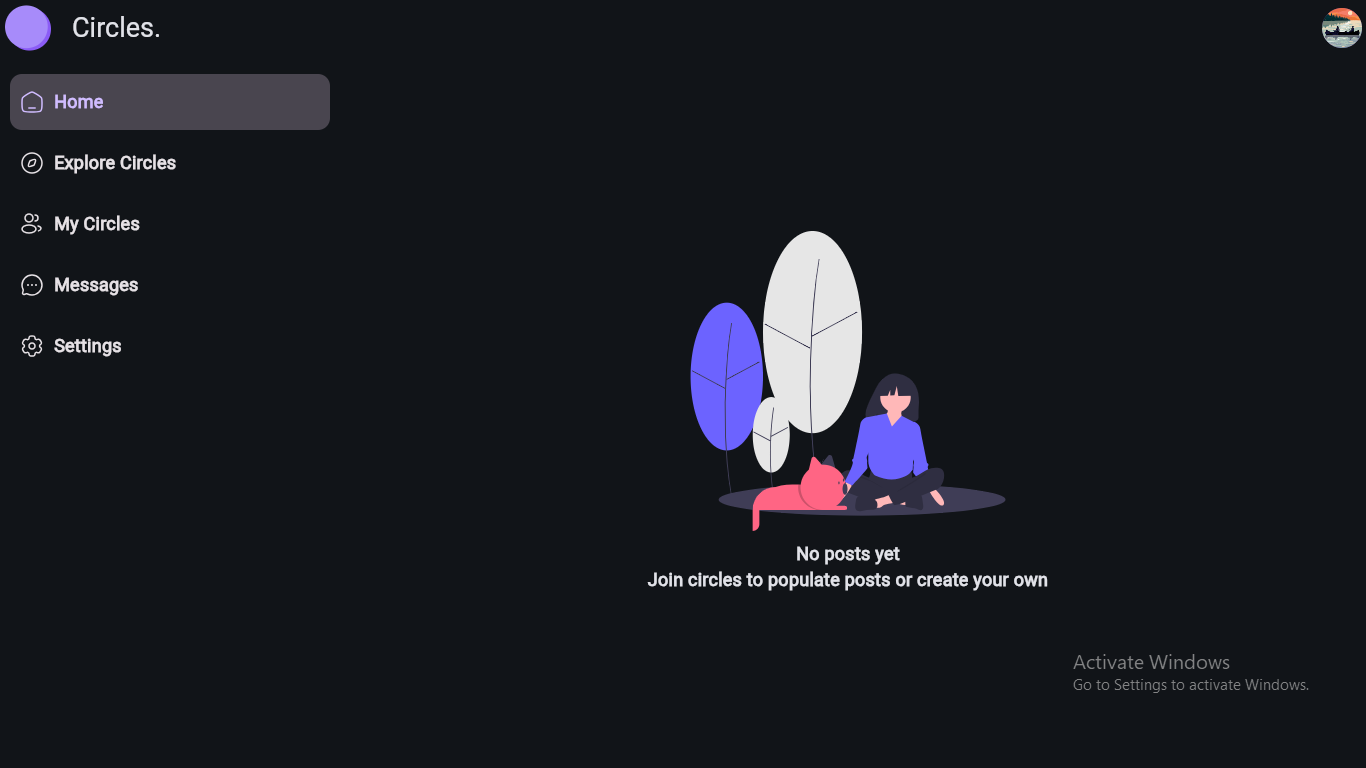 Circles.
Home
Explore Circles
My Circles
Messages
Settings
No posts yet
Join circles to populate posts or create your own
Activate Windows
Go to Settings to activate Windows.